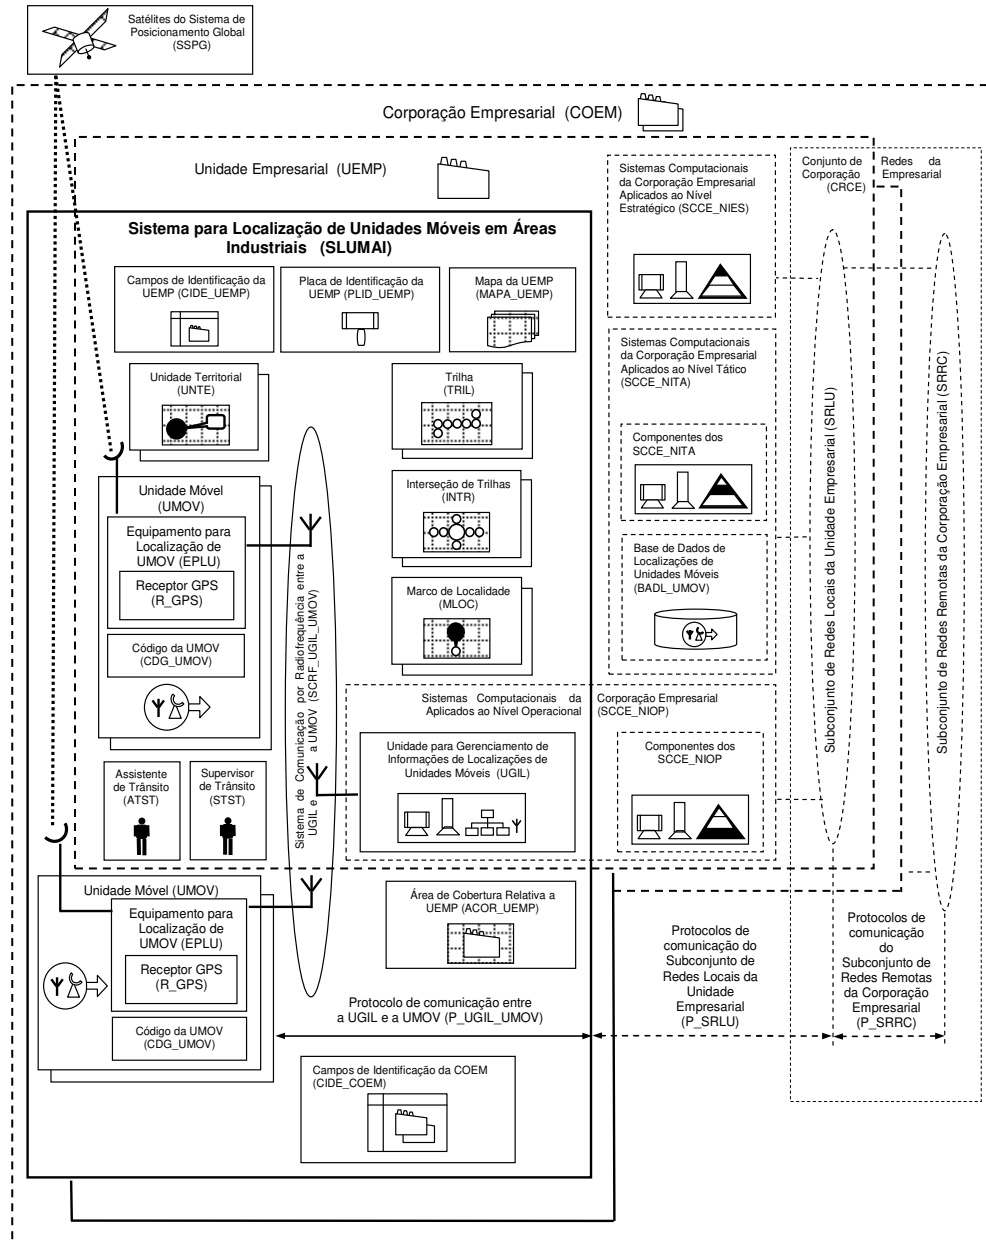 Satélites do Sistema de
Posicionamento Global
(SSPG)
Corporação Empresarial (COEM)
Unidade Empresarial (UEMP)
Sistema para Localização de Unidades Móveis em Áreas
Industriais (SLUMAI)
Campos de Identificação da
UEMP (CIDE_UEMP)
Placa de Identificação da
UEMP (PLID_UEMP)
Mapa da UEMP
(MAPA_UEMP)
Unidade Territorial
(UNTE)
Trilha
(TRIL)
Unidade Móvel
(UMOV)
Equipamento para
Localização de
UMOV (EPLU)
Receptor GPS
(R_GPS)
Código da UMOV
(CDG_UMOV)
Interseção de Trilhas
(INTR)
Marco de Localidade
(MLOC)
Sistema de Comunicação por Radiofrequência entre a
UGIL e a UMOV (SCRF_UGIL_UMOV)
Sistemas Computacionais da Corporação Empresarial
Aplicados ao Nível Operacional (SCCE_NIOP)
Unidade para Gerenciamento de
Informações de Localizações de
Unidades Móveis (UGIL)
Componentes dos
SCCE_NIOP
Assistente
de Trânsito
(ATST)
Supervisor
de Trânsito
(STST)
Unidade Móvel (UMOV)
Equipamento para
Localização de
UMOV (EPLU)
Receptor GPS
(R_GPS)
Código da UMOV
(CDG_UMOV)
Área de Cobertura Relativa a
UEMP (ACOR_UEMP)
Protocolo de comunicação entre
a UGIL e a UMOV (P_UGIL_UMOV)
Campos de Identificação da COEM
(CIDE_COEM)
Sistemas Computacionais
da Corporação Empresarial
Aplicados ao Nível
Estratégico (SCCE_NIES)
Sistemas Computacionais
da Corporação Empresarial
Aplicados ao Nível Tático
(SCCE_NITA)
Componentes dos
SCCE_NITA
Base de Dados de
Localizações de
Unidades Móveis
(BADL_UMOV)
Conjunto de Redes da
Corporação Empresarial
(CRCE)
Subconjunto de Redes Locais da Unidade Empresarial (SRLU)
Subconjunto de Redes Remotas da Corporação Empresarial (SRRC)
Protocolos de
comunicação do
Subconjunto de
Redes Locais da
Unidade
Empresarial
(P_SRLU)
Protocolos de
comunicação
do
Subconjunto de
Redes Remotas
da Corporação
Empresarial
(P_SRRC)